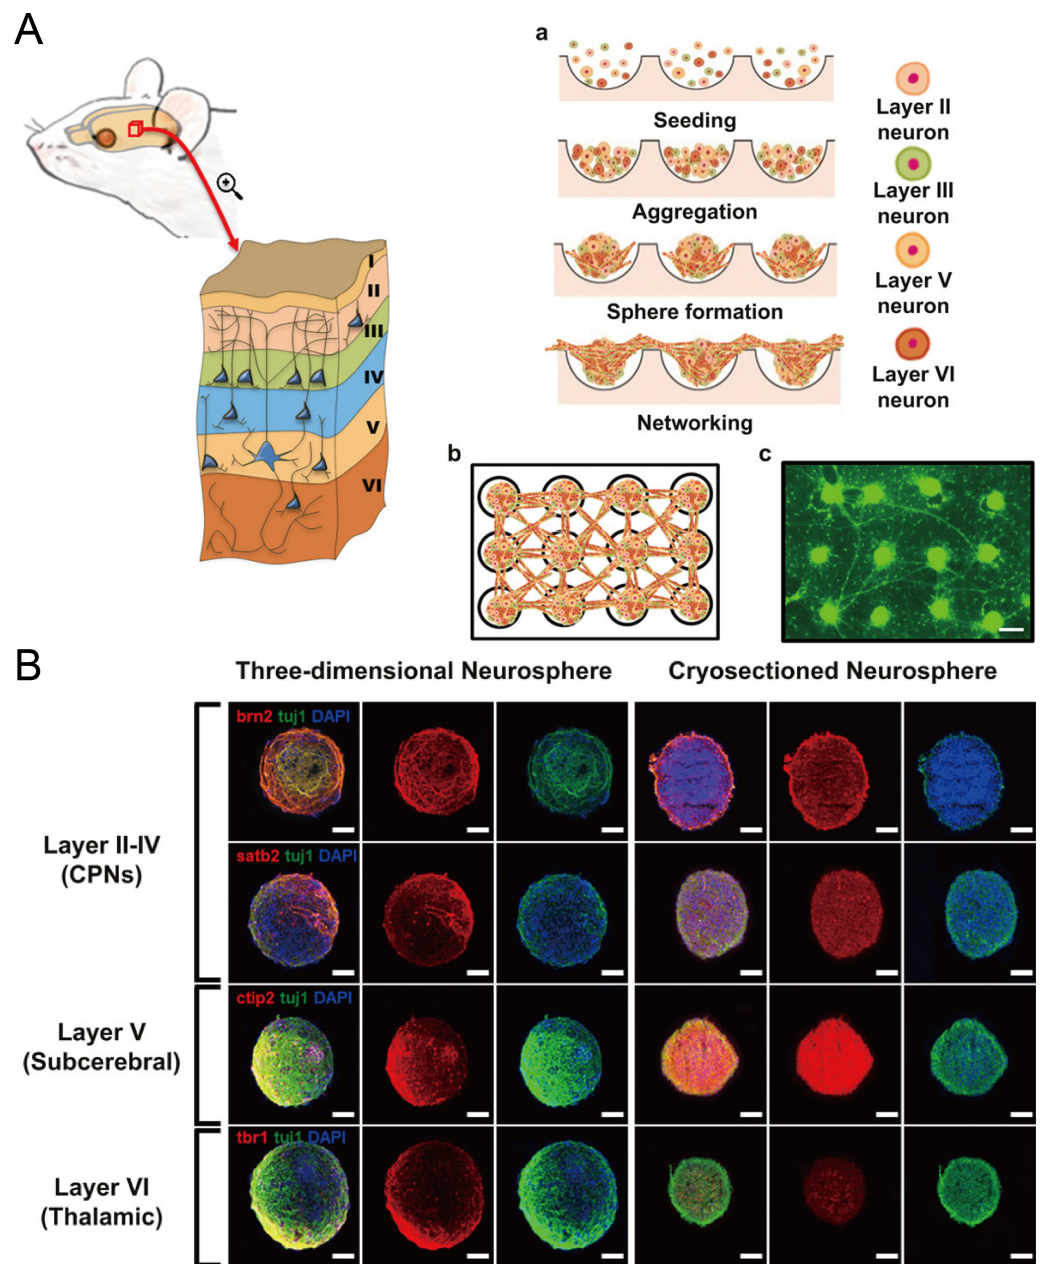 A
a
Layer II
neuron
Seeding
Layer III
neuron
Aggregation
Layer V
neuron
Sphere formation
Layer VI
neuron
Networking
I
II
III
IV
V
VI
b
c
B
Three-dimensional Neurosphere
Cryosectioned Neurosphere
brn2 tuj1 DAPI
Layer II-IV
(CPNs)
satb2 tuj1 DAPI
ctip2 tuj1 DAPI
Layer V
(Subcerebral)
tbr1 tuj1 DAPI
Layer VI
(Thalamic)